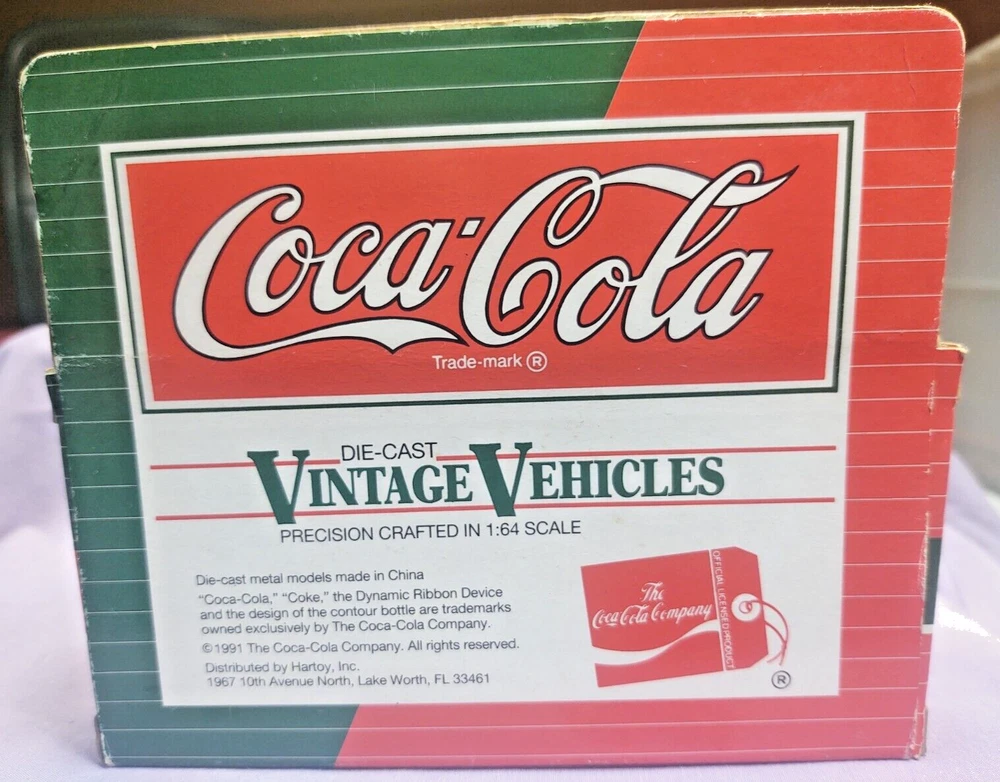 Coca-Cola
Trade-mark ®
DIE-CAST
VINTAGE VEHICLES
PRECISION CRAFTED IN 1:64 SCALE
Die-cast metal models made in China
“Coca-Cola,” “Coke,” the Dynamic Ribbon Device
and the design of the contour bottle are trademarks
owned exclusively by The Coca-Cola Company.
©1991 The Coca-Cola Company. All rights reserved.
Distributed by Hartoy, Inc.
1967 10th Avenue North, Lake Worth, FL 33461
The
Coca-Cola Company
OFFICIAL LICENSED PRODUCT
®